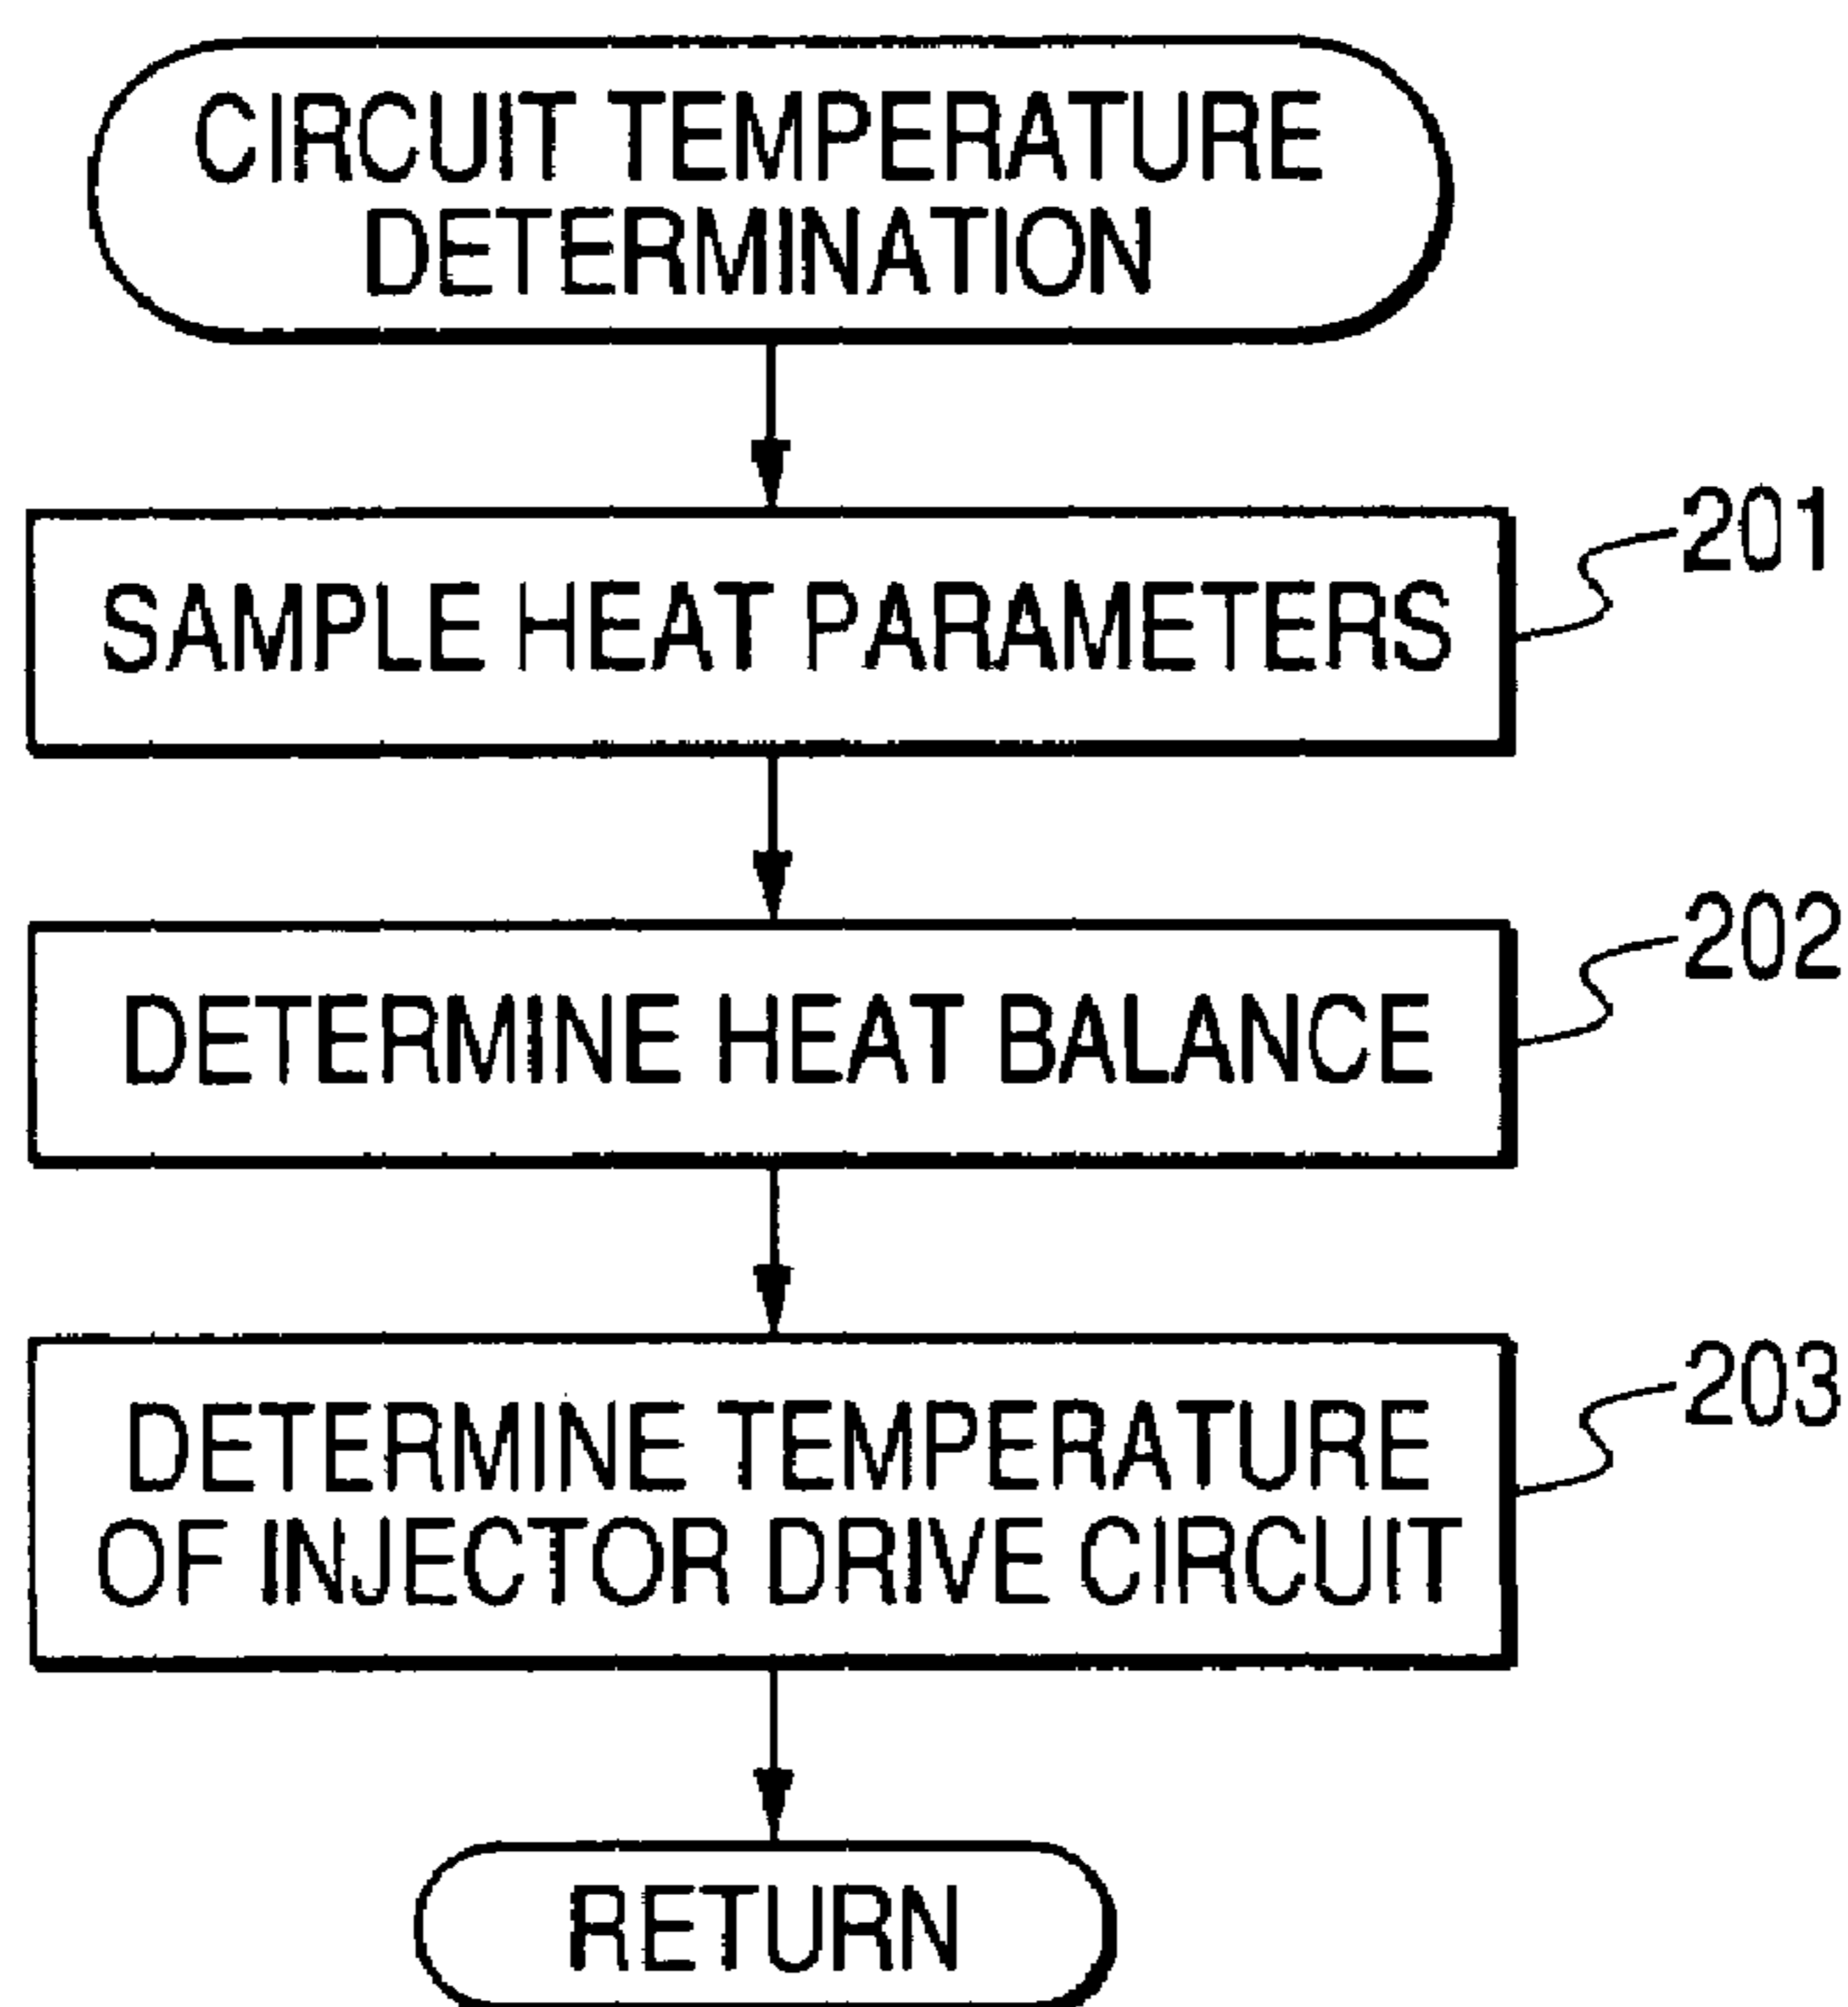 CIRCUIT TEMPERATURE
DETERMINATION
201
SAMPLE HEAT PARAMETERS
202
DETERMINE HEAT BALANCE
203
DETERMINE TEMPERATURE
OF INJECTOR DRIVE CIRCUIT
RETURN